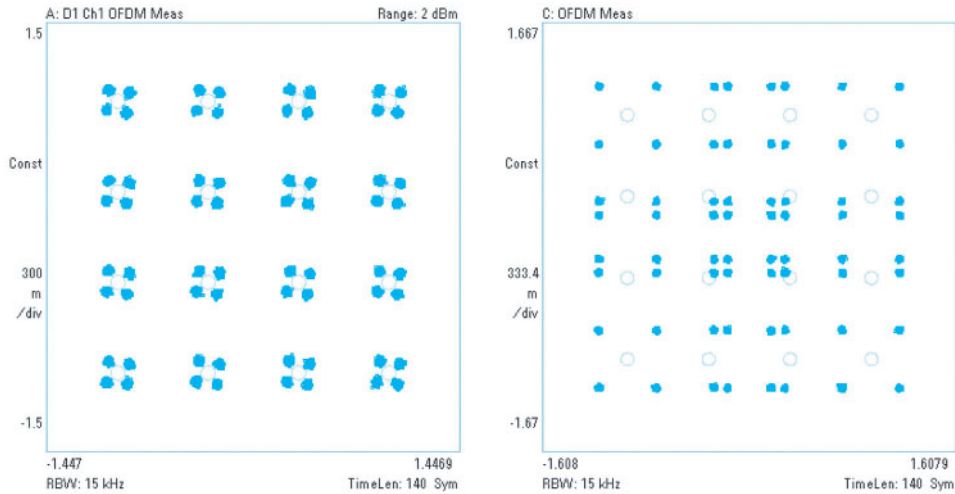 A: D1 Ch1 OFDM Meas
Range: 2 dBm
1.5
Const
300
m
/div
-1.5
-1.447
1.4469
RBW: 15 kHz
TimeLen: 140 Sym
C: OFDM Meas
1.667
Const
333.4
m
/div
-1.67
-1.608
1.6079
RBW: 15 kHz
TimeLen: 140 Sym